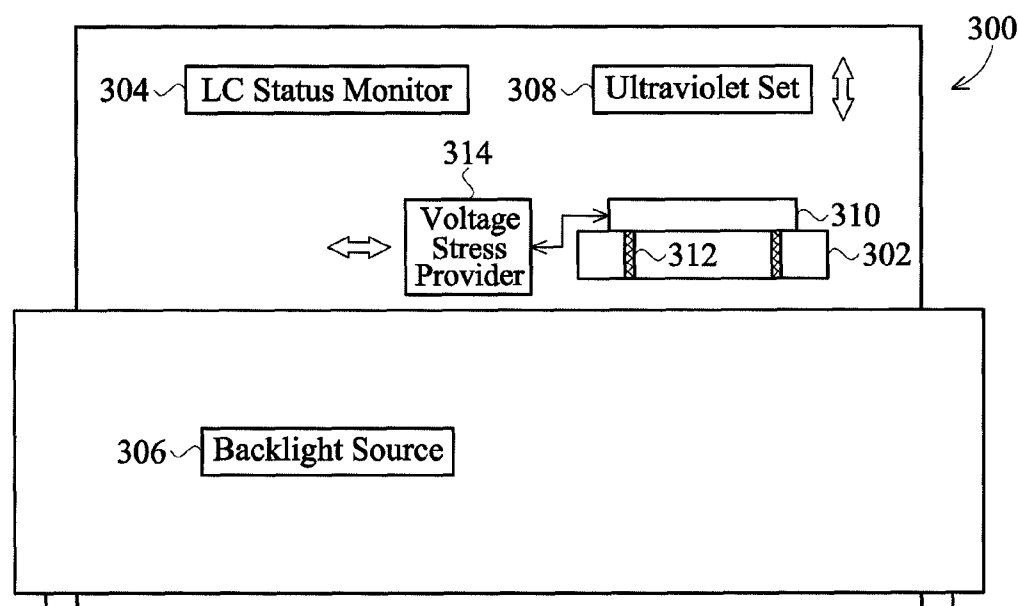 300
304
LC Status Monitor
308
Ultraviolet Set
314
Voltage
Stress
Provider
310
312
302
306
Backlight Source